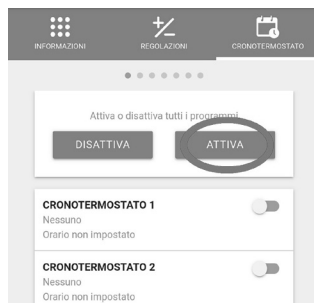 INFORMAZIONI
REGOLAZIONI
CRONOTERMOSTATO
Attiva o disattiva tutti i programmi
DISATTIVA
ATTIVA
CRONOTERMOSTATO 1
Nessuno
Orario non impostato
CRONOTERMOSTATO 2
Nessuno
Orario non impostato